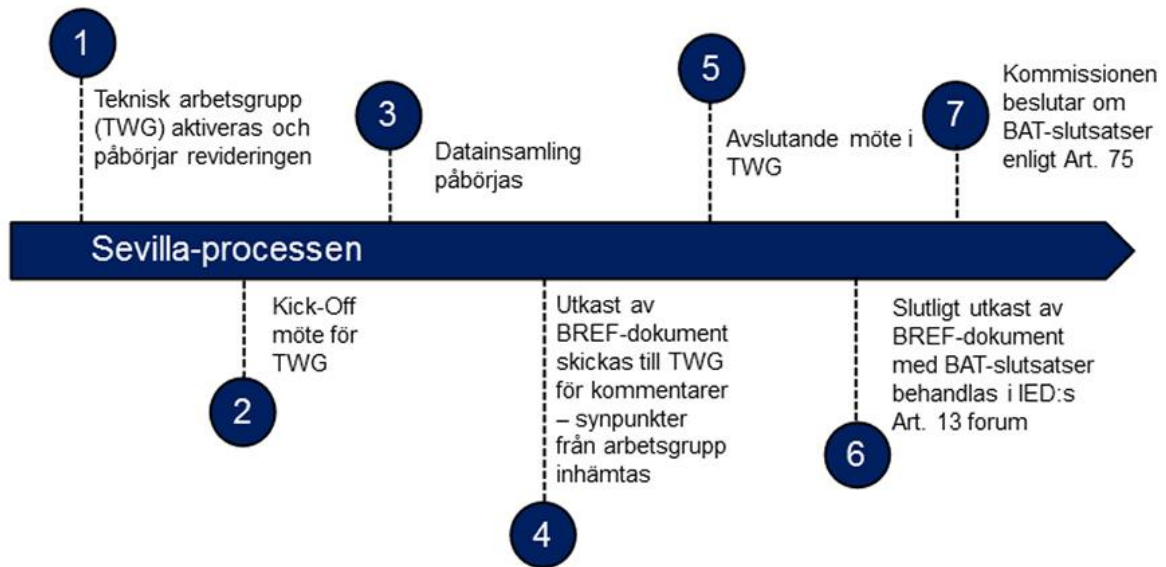 1
Teknisk arbetsgrupp
(TWG) aktiveras och
påbörjar revideringen
3
Datainsamling
påbörjas
5
Avslutande möte i
TWG
7
Kommissionen
beslutar om
BAT-slutsatser
enligt Art. 75
Sevilla-processen
Kick-Off
möte för
TWG
2
Utkast av
BREF-dokument
skickas till TWG
för kommentarer
– synpunkter
från arbetsgrupp
inhämtas
4
Slutligt utkast av
BREF-dokument
med BAT-slutsatser
behandlas i IED:s
Art. 13 forum
6